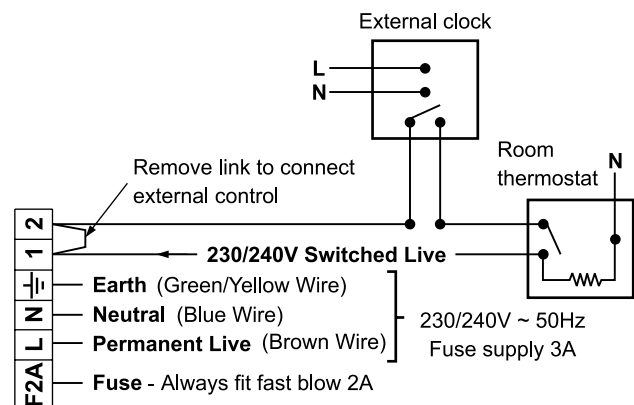 External clock
L
N
Room
thermostat
N
Remove link to connect
external control
2
1
230/240V Switched Live
Earth (Green/Yellow Wire)
N
Neutral (Blue Wire)
L
Permanent Live (Brown Wire)
230/240V ~ 50Hz
Fuse supply 3A
F2A
Fuse - Always fit fast blow 2A